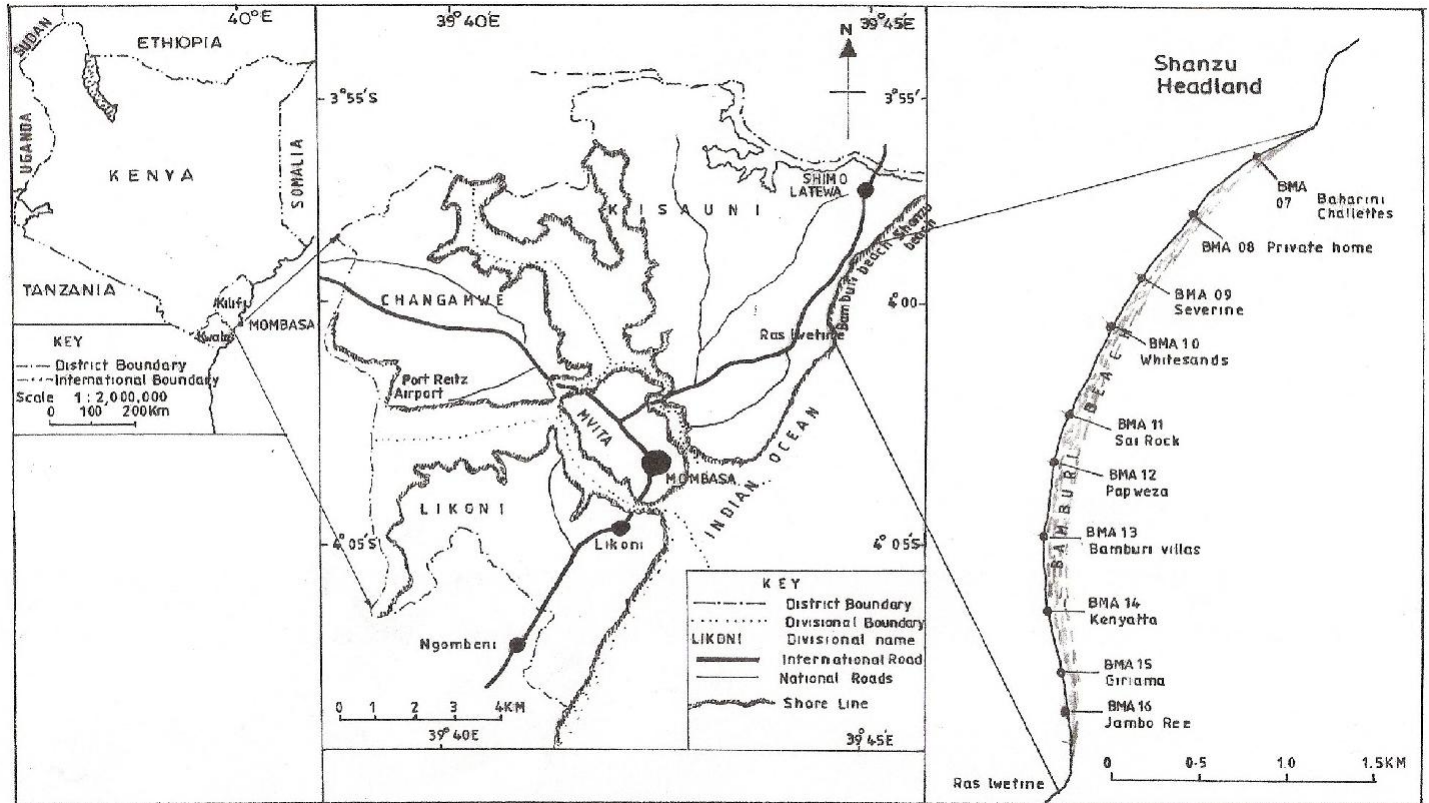 40°E
SUDAN
ETHIOPIA
UGANDA
KENYA
SOMALIA
TANZANIA
Kilifi
Kwale
MOMBASA
KEY
District Boundary
International Boundary
Scale 1 : 2,000,000
0 100 200Km
39°40'E
39°45'E
N
3°55'S
3°55'
SHIMO
LATEWA
KISAUNI
Bamburi beach
Shanzu
beach
CHANGAMWE
4°00'
Ras Iwetine
Port Reitz
Airport
MVITA
MOMBASA
INDIAN OCEAN
LIKONI
4°05'S
4°05'S
Likoni
Ngombeni
KEY
District Boundary
Divisional Boundary
LIKONI Divisional name
International Road
National Roads
Shore Line
0 1 2 3 4KM
39°40'E
39°45'E
Shanzu
Headland
BMA
07 Baharini
Challettes
BMA 08 Private home
BMA 09
Severine
BMA 10
Whitesands
BMA 11
Sai Rock
BMA 12
Papweza
BMA 13
Bamburi villas
BMA 14
Kenyatta
BMA 15
Giriama
BMA 16
Jambo Ree
BAMBURI
Ras Iwetine
0 0·5 1·0 1.5KM